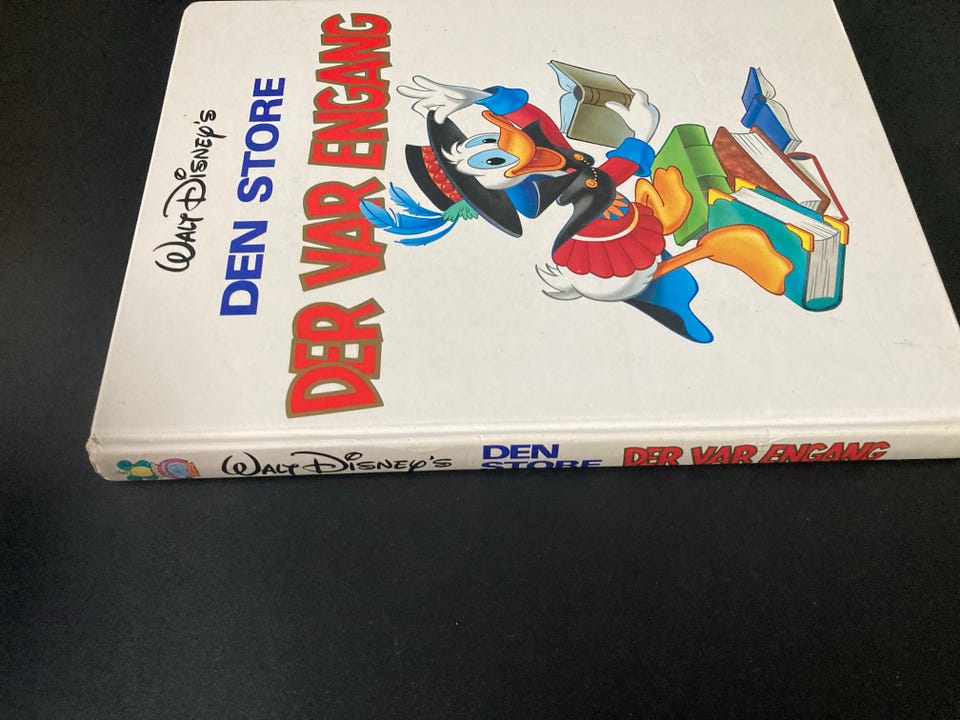 WALT DISNEY'S
DEN STORE
DER VAR ENGANG
WALT DISNEY'S
DEN
STORE
DER VAR ENGANG